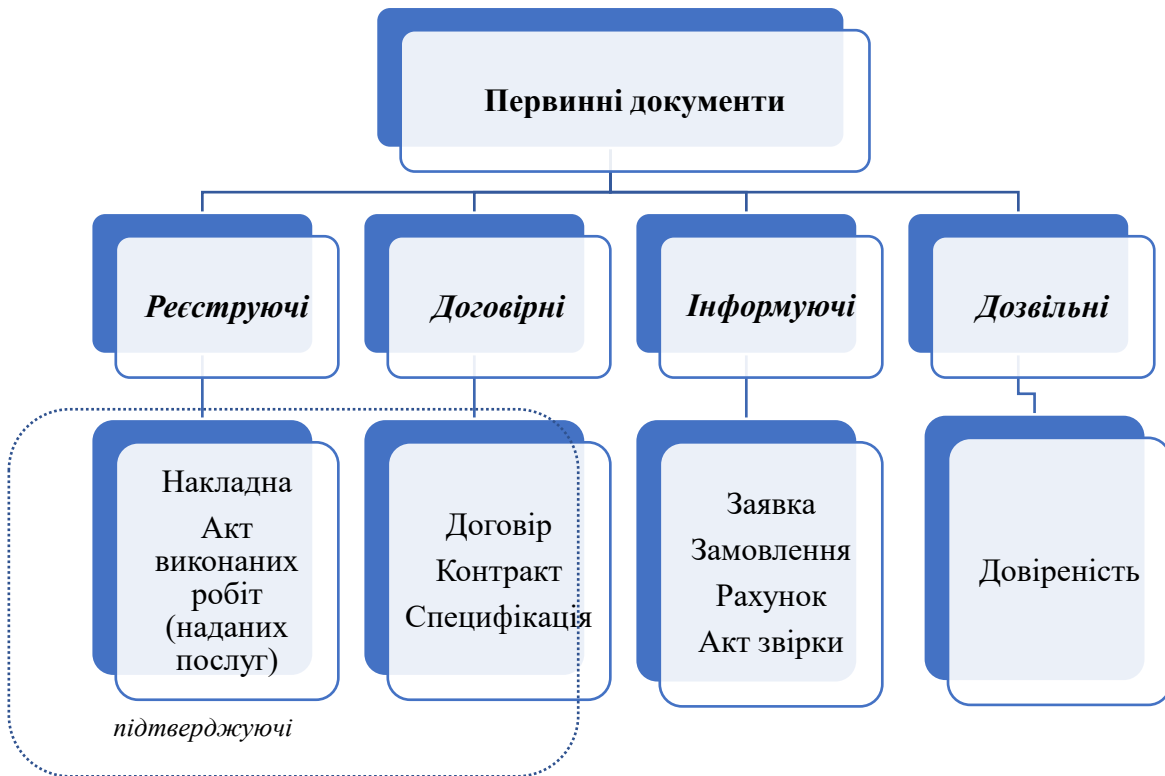 Первинні документи
Реєструючі
Договірні
Інформуючі
Дозвільні
Накладна
Акт
виконаних
робіт
(наданих
послуг)
Договір
Контракт
Специфікація
Заявка
Замовлення
Рахунок
Акт звірки
Довіреність
підтверджуючі